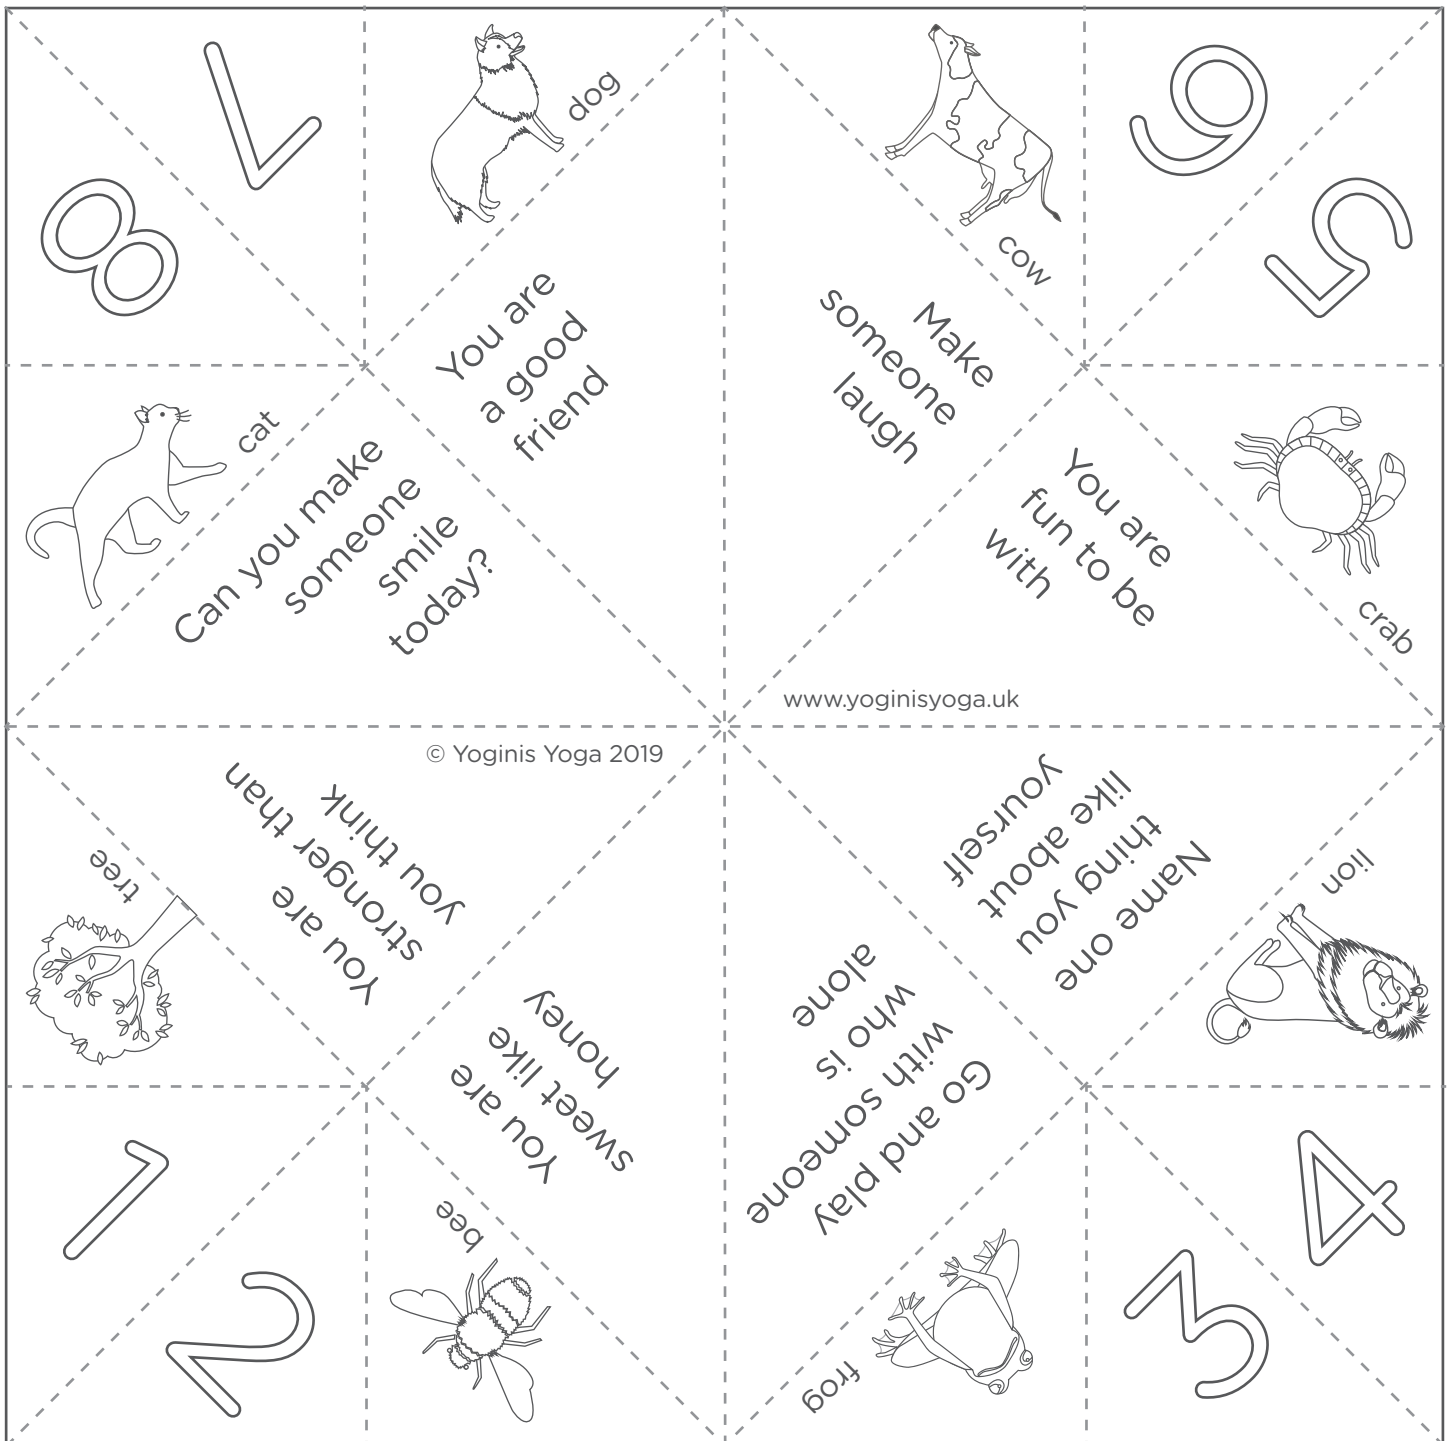 7
8
dog
cow
6
5
You are
a good
friend
Make
someone
laugh
cat
Can you make
someone
smile
today?
You are
fun to be
with
crab
www.yoginisyoga.uk
© Yoginis Yoga 2019
tree
You are
stronger than
you think
Name one
thing you
like about
yourself
lion
You are
sweet like
honey
Go and play
with someone
who is
alone
1
2
bee
frog
3
4